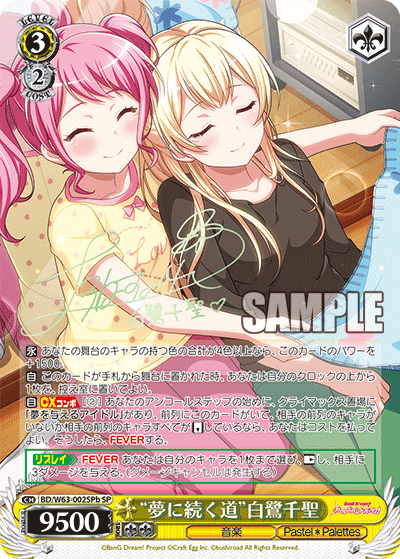 LEVEL
3
2
COST
SAMPLE
永 あなたの舞台のキャラの持つ色の合計が4色以上なら、このカードのパワーを
+1500。
自 このカードが手札から舞台に置かれた時、あなたは自分のクロックの上から
1枚を、控え室に置いてよい。
自 CXコンボ [②] あなたのアンコールステップの始めに、クライマックス置場に
「夢を与えるアイドル」があり、前列にこのカードがいて、相手の前列のキャラが
いないか相手の前列のキャラすべてが しているなら、あなたはコストを払ってよ
い。そうしたら、FEVERする。
リプレイ FEVER あなたは自分のキャラを1枚まで選び、 し、相手に
3ダメージを与える。(ダメージキャンセルは発生する)
CH BD/W63-002SPb SP
"夢に続く道"白鷺千聖
BanG Dream!
9500
音楽
Pastel*Palettes
©BanG Dream! Project ©Craft Egg Inc. ©bushiroad All Rights Reserved.